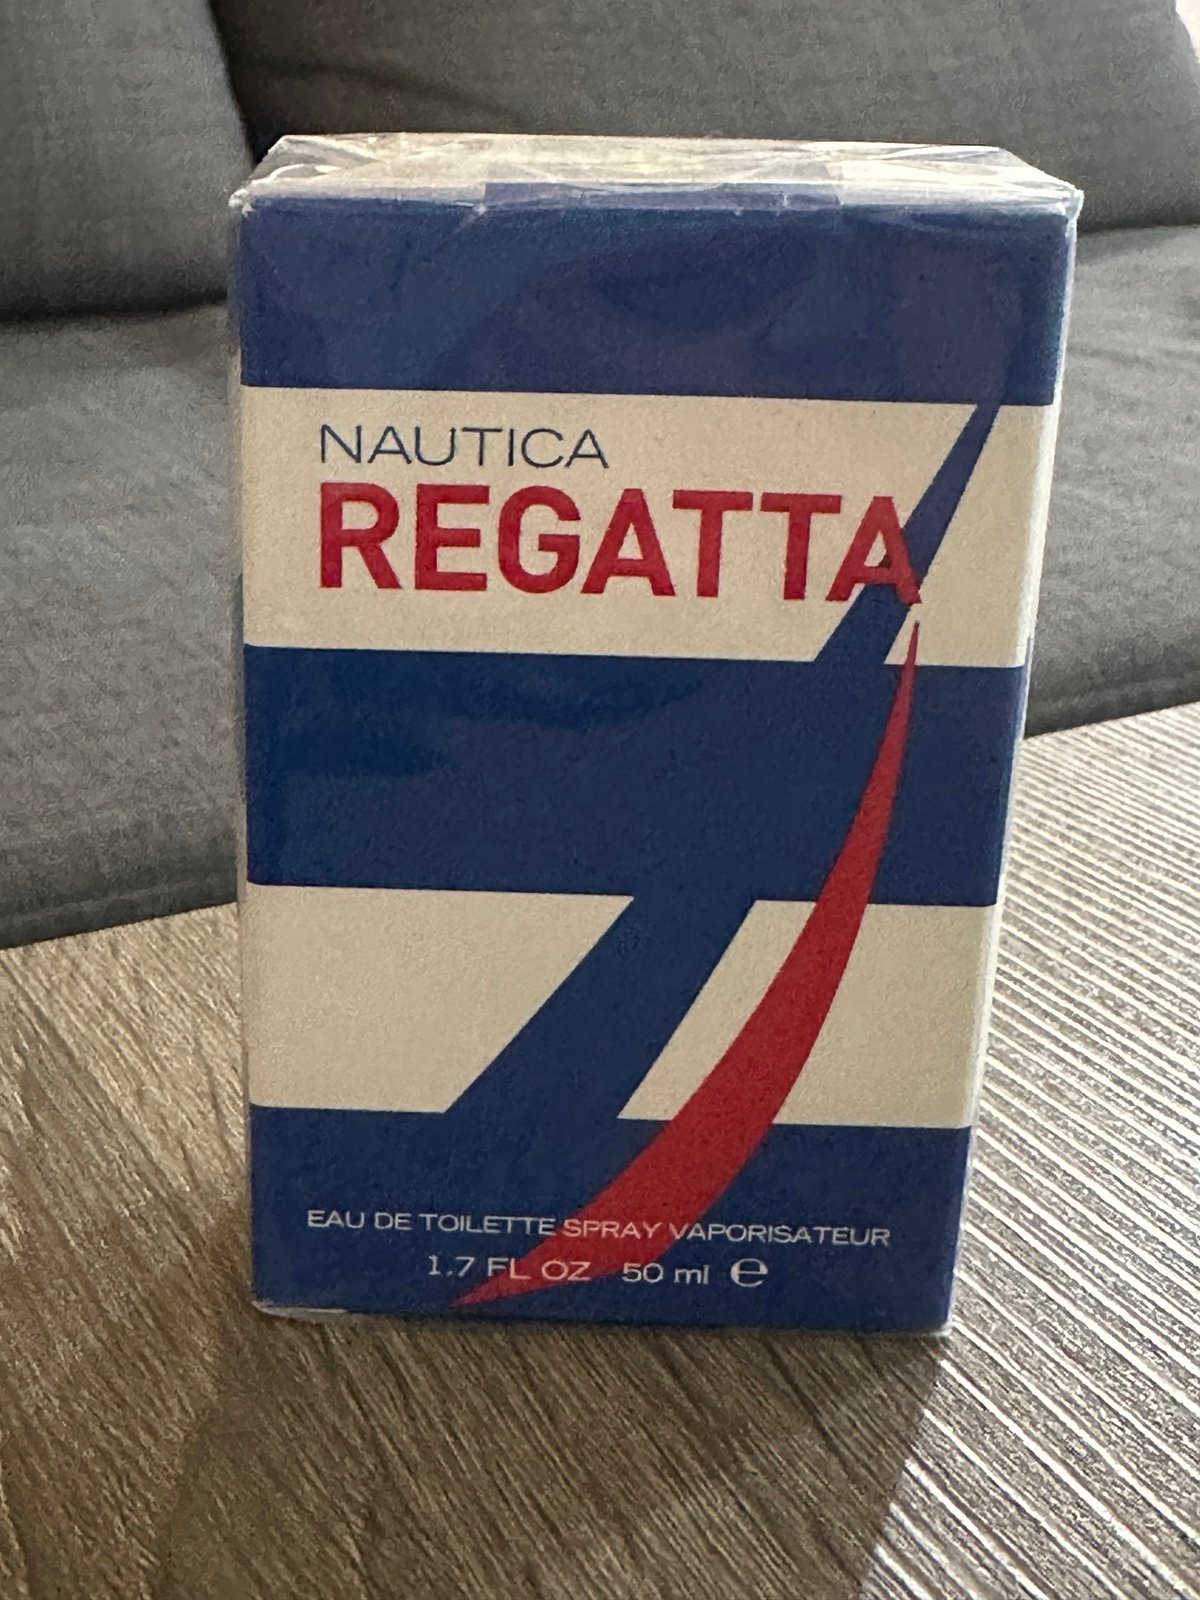 NAUTICA
REGATTA
EAU DE TOILETTE SPRAY VAPORISATEUR
1.7 FL OZ 50 ml ℮